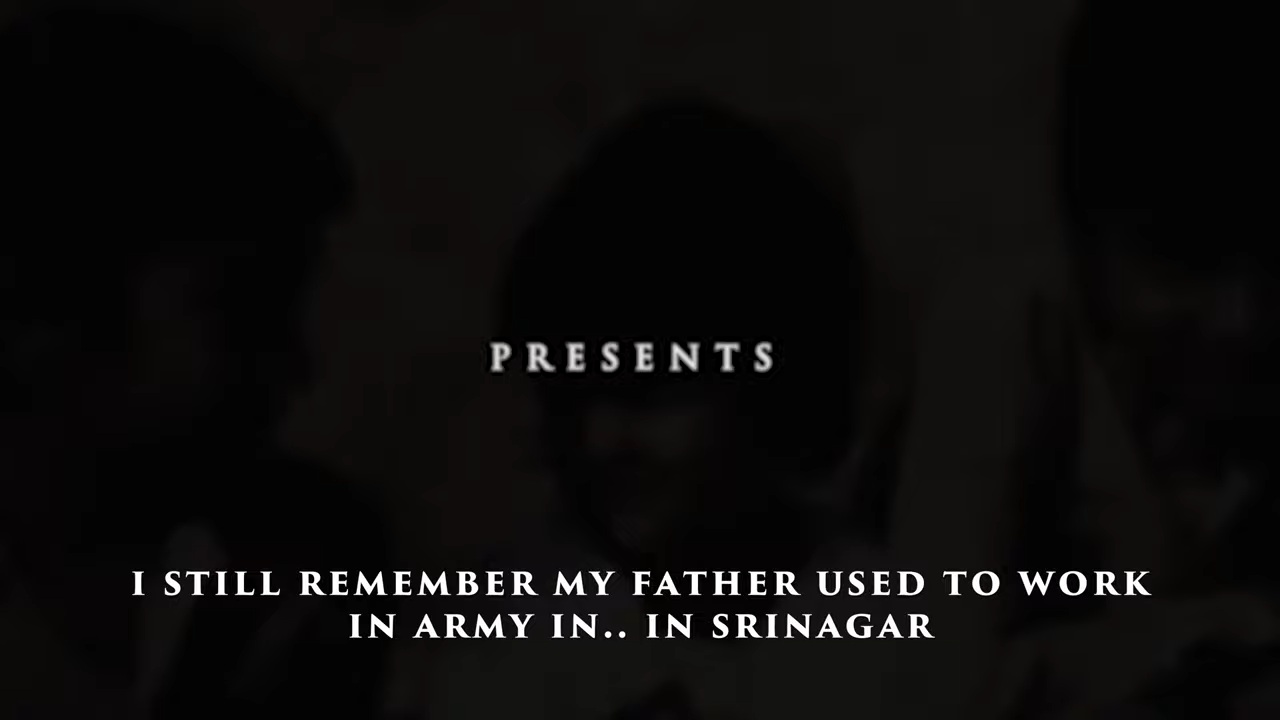 PRESENTS
I STILL REMEMBER MY FATHER USED TO WORK
IN ARMY IN.. IN SRINAGAR